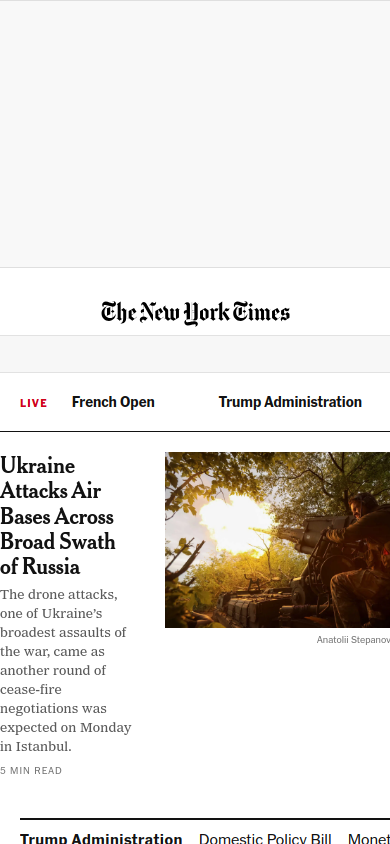 The New York Times
LIVE French Open Trump Administration
Ukraine
Attacks Air
Bases Across
Broad Swath
of Russia
The drone attacks,
one of Ukraine’s
broadest assaults of
the war, came as
another round of
cease-fire
negotiations was
expected on Monday
in Istanbul.
5 MIN READ
Anatolii Stepanov
Trump Administration Domestic Policy Bill Monet